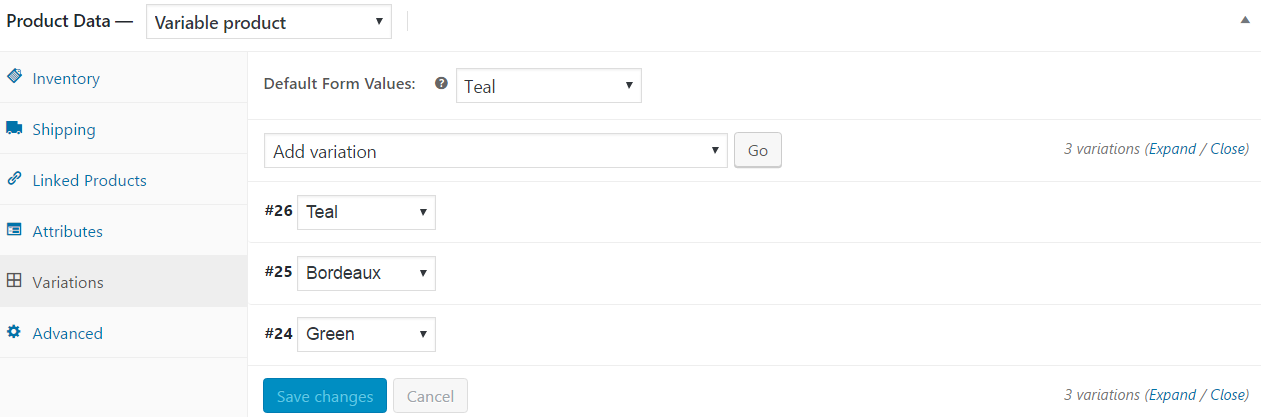 Product Data — Variable product
Inventory
Shipping
Linked Products
Attributes
Variations
Advanced
Default Form Values: Teal
Add variation Go 3 variations (Expand / Close)
#26 Teal
#25 Bordeaux
#24 Green
Save changes Cancel 3 variations (Expand / Close)